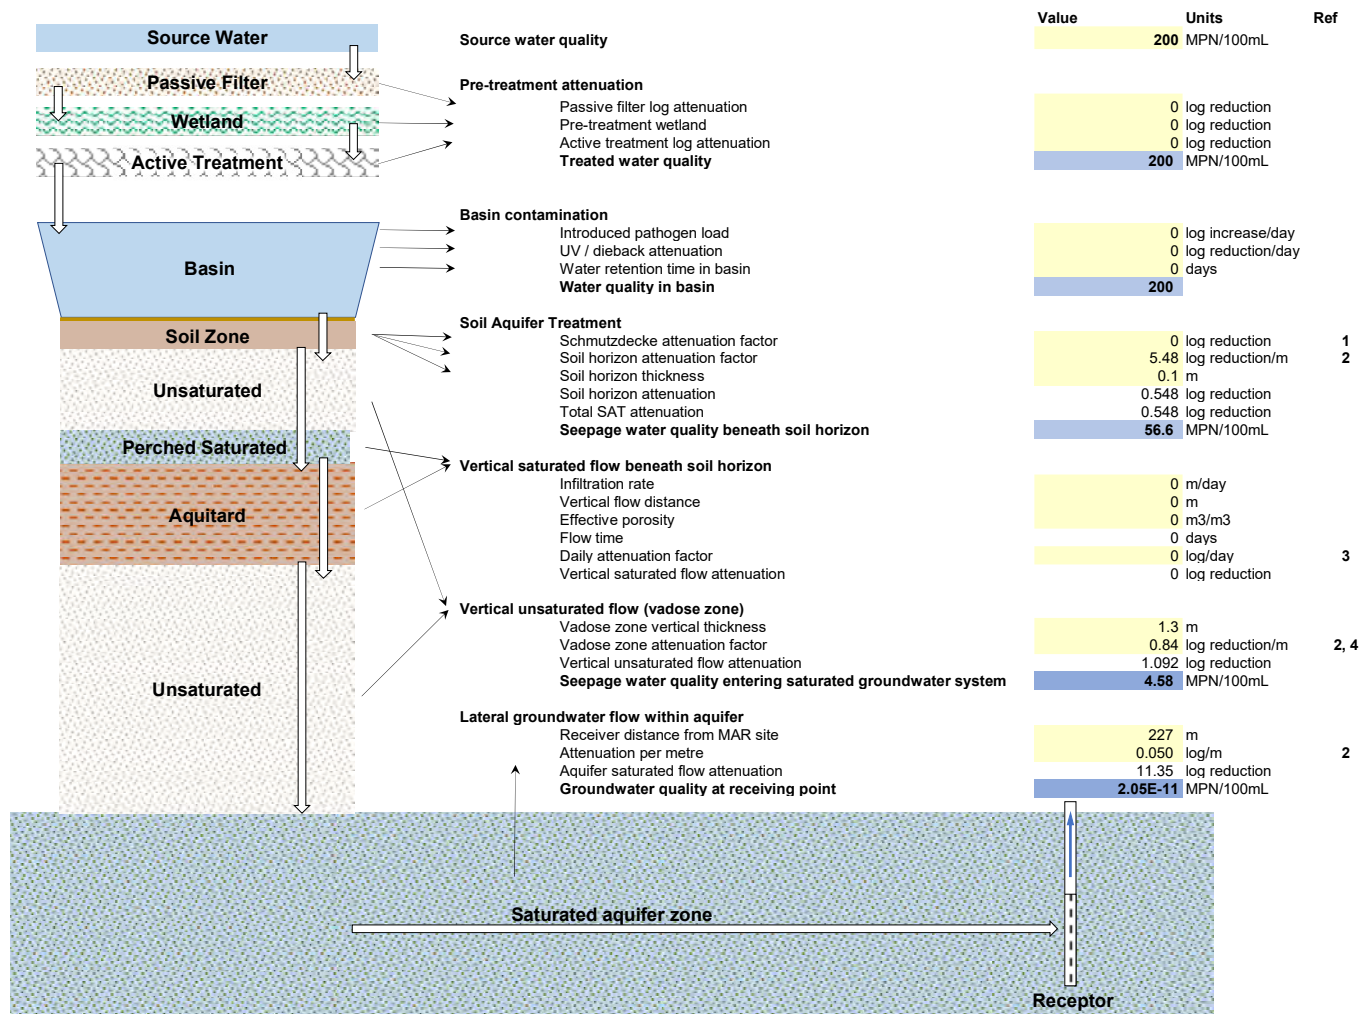 Value Units Ref
Source Water
Source water quality 200 MPN/100mL
Passive Filter
Pre-treatment attenuation
Passive filter log attenuation 0 log reduction
Wetland
Pre-treatment wetland 0 log reduction
Active treatment log attenuation 0 log reduction
Active Treatment
Treated water quality 200 MPN/100mL
Basin contamination
Introduced pathogen load 0 log increase/day
UV / dieback attenuation 0 log reduction/day
Basin
Water retention time in basin 0 days
Water quality in basin 200
Soil Aquifer Treatment
Soil Zone
Schmutzdecke attenuation factor 0 log reduction 1
Soil horizon attenuation factor 5.48 log reduction/m 2
Soil horizon thickness 0.1 m
Unsaturated
Soil horizon attenuation 0.548 log reduction
Total SAT attenuation 0.548 log reduction
Seepage water quality beneath soil horizon 56.6 MPN/100mL
Perched Saturated
Vertical saturated flow beneath soil horizon
Infiltration rate 0 m/day
Vertical flow distance 0 m
Aquitard
Effective porosity 0 m3/m3
Flow time 0 days
Daily attenuation factor 0 log/day 3
Vertical saturated flow attenuation 0 log reduction
Vertical unsaturated flow (vadose zone)
Vadose zone vertical thickness 1.3 m
Vadose zone attenuation factor 0.84 log reduction/m 2, 4
Vertical unsaturated flow attenuation 1.092 log reduction
Seepage water quality entering saturated groundwater system 4.58 MPN/100mL
Unsaturated
Lateral groundwater flow within aquifer
Receiver distance from MAR site 227 m
Attenuation per metre 0.050 log/m 2
Aquifer saturated flow attenuation 11.35 log reduction
Groundwater quality at receiving point 2.05E-11 MPN/100mL
Saturated aquifer zone
Receptor